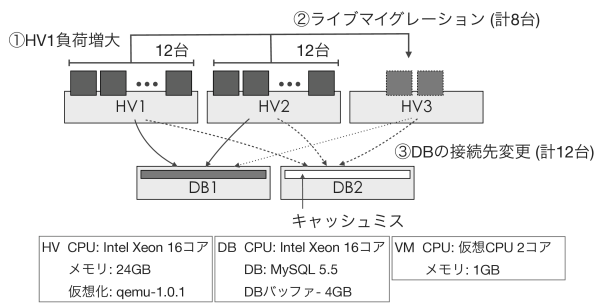 ②ライブマイグレーション (計8台)
①HV1負荷増大
12台
12台
HV1
HV2
HV3
③DBの接続先変更 (計12台)
DB1
DB2
キャッシュミス
HV CPU: Intel Xeon 16コア
メモリ: 24GB
仮想化: qemu-1.0.1
DB CPU: Intel Xeon 16コア
DB: MySQL 5.5
DBバッファ- 4GB
VM CPU: 仮想CPU 2コア
メモリ: 1GB